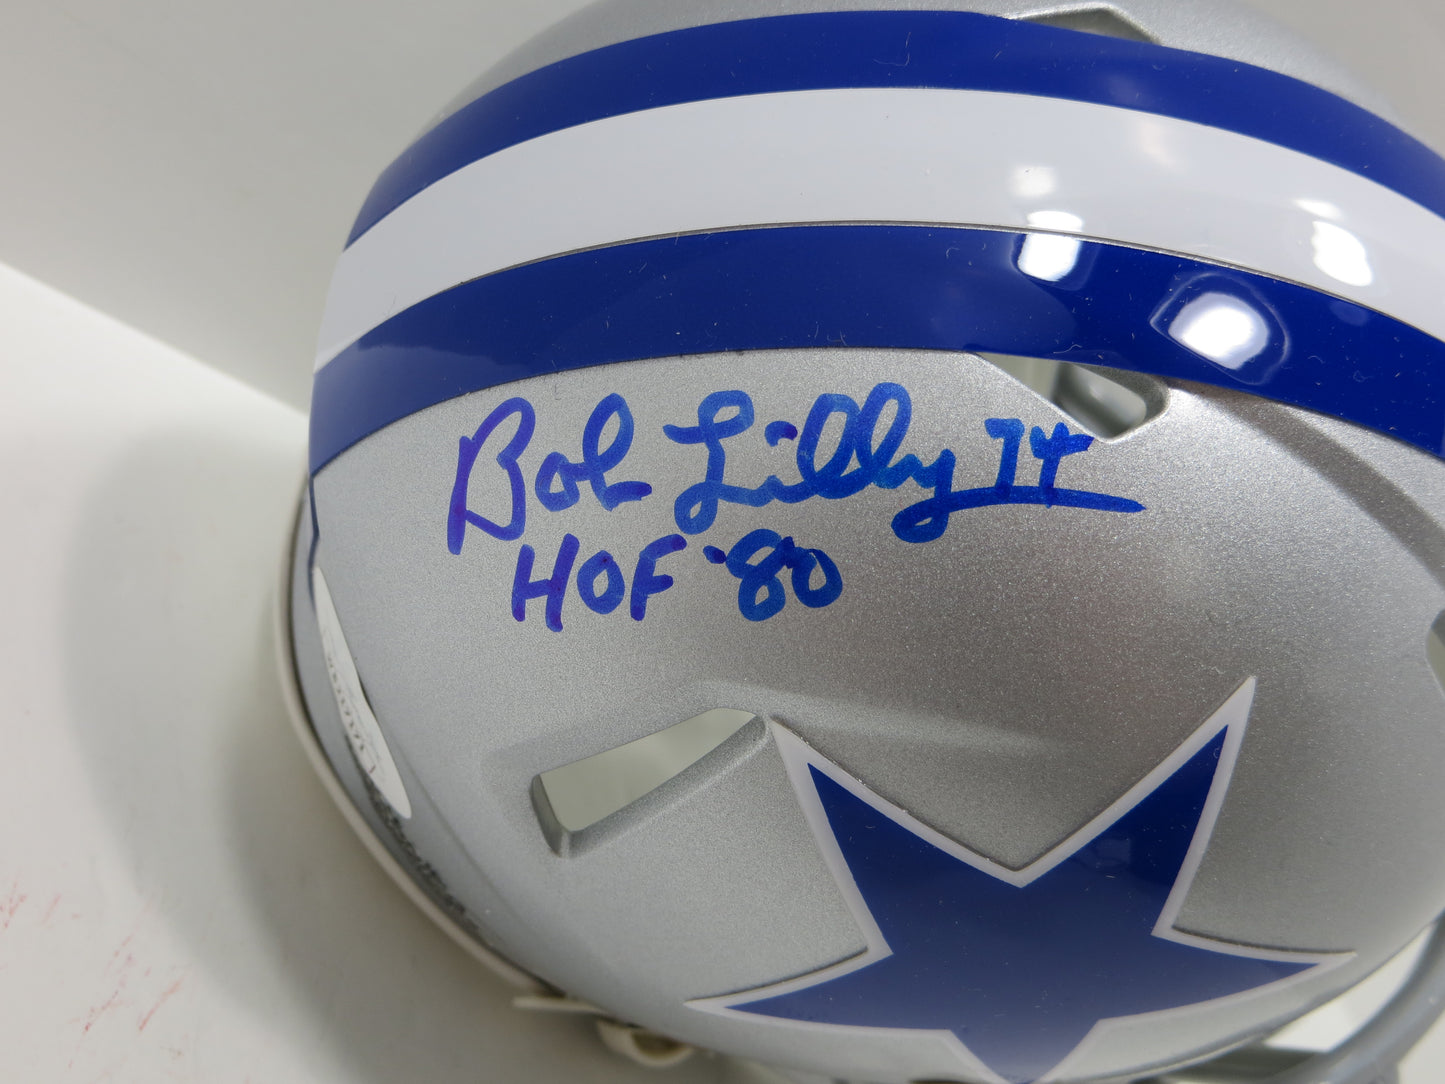 Bob Lilly 74
HOF '80